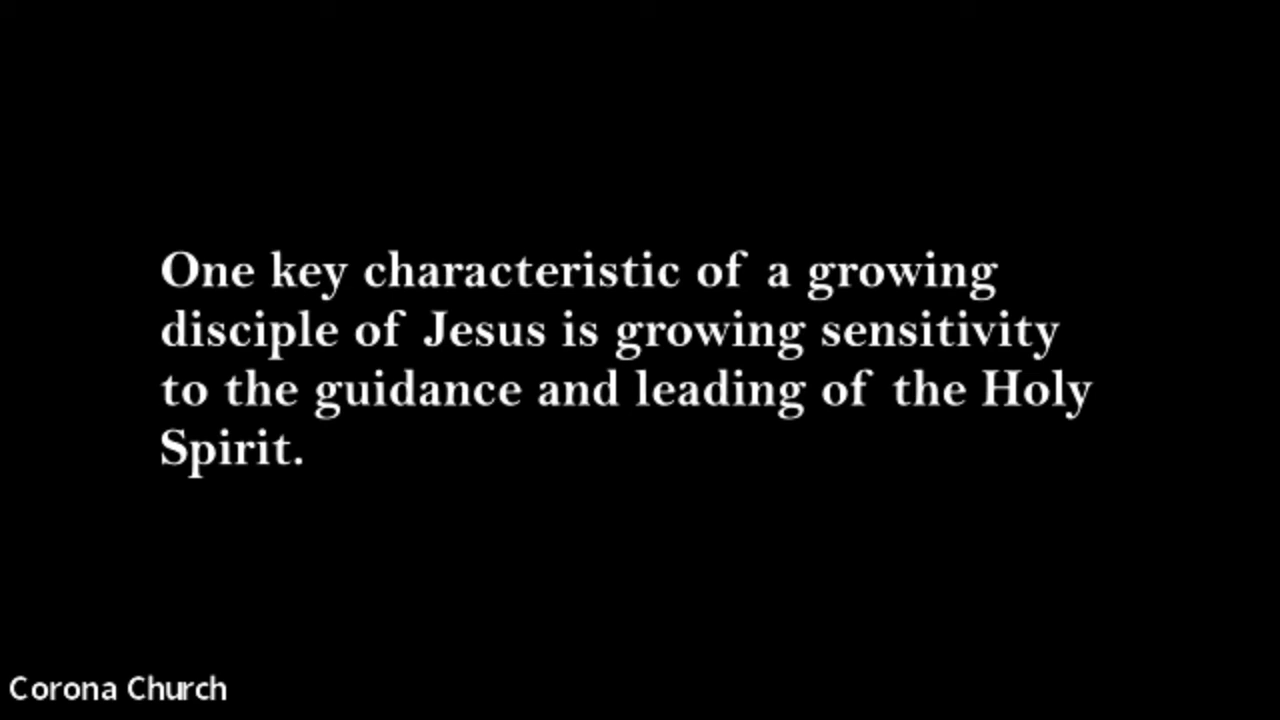 One key characteristic of a growing
disciple of Jesus is growing sensitivity
to the guidance and leading of the Holy
Spirit.
Corona Church